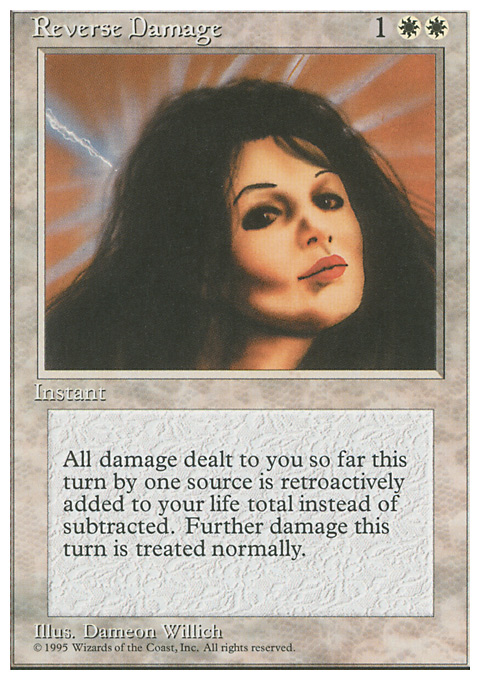 Reverse Damage 1
Instant
All damage dealt to you so far this
turn by one source is retroactively
added to your life total instead of
subtracted. Further damage this
turn is treated normally.
Illus. Dameon Willich
© 1995 Wizards of the Coast, Inc. All rights reserved.